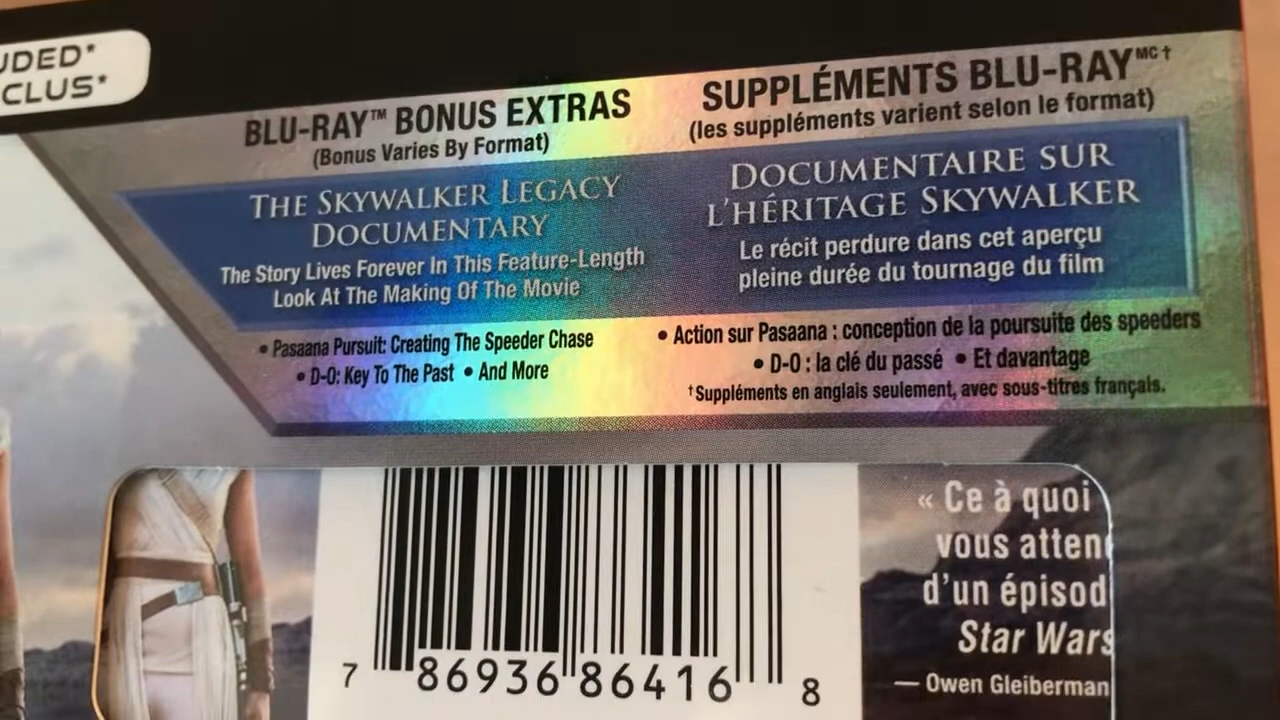 UDED*
CLUS*
BLU-RAY™ BONUS EXTRAS
(Bonus Varies By Format)
THE SKYWALKER LEGACY
DOCUMENTARY
The Story Lives Forever In This Feature-Length
Look At The Making Of The Movie
• Pasaana Pursuit: Creating The Speeder Chase
• D-O: Key To The Past • And More
SUPPLÉMENTS BLU-RAYMC†
(les suppléments varient selon le format)
DOCUMENTAIRE SUR
L'HÉRITAGE SKYWALKER
Le récit perdure dans cet aperçu
pleine durée du tournage du film
• Action sur Pasaana : conception de la poursuite des speeders
• D-O : la clé du passé • Et davantage
†Suppléments en anglais seulement, avec sous-titres français.
7 86936 86416 8
« Ce à quoi
vous atten
d'un épisod
Star Wars
— Owen Gleiberman